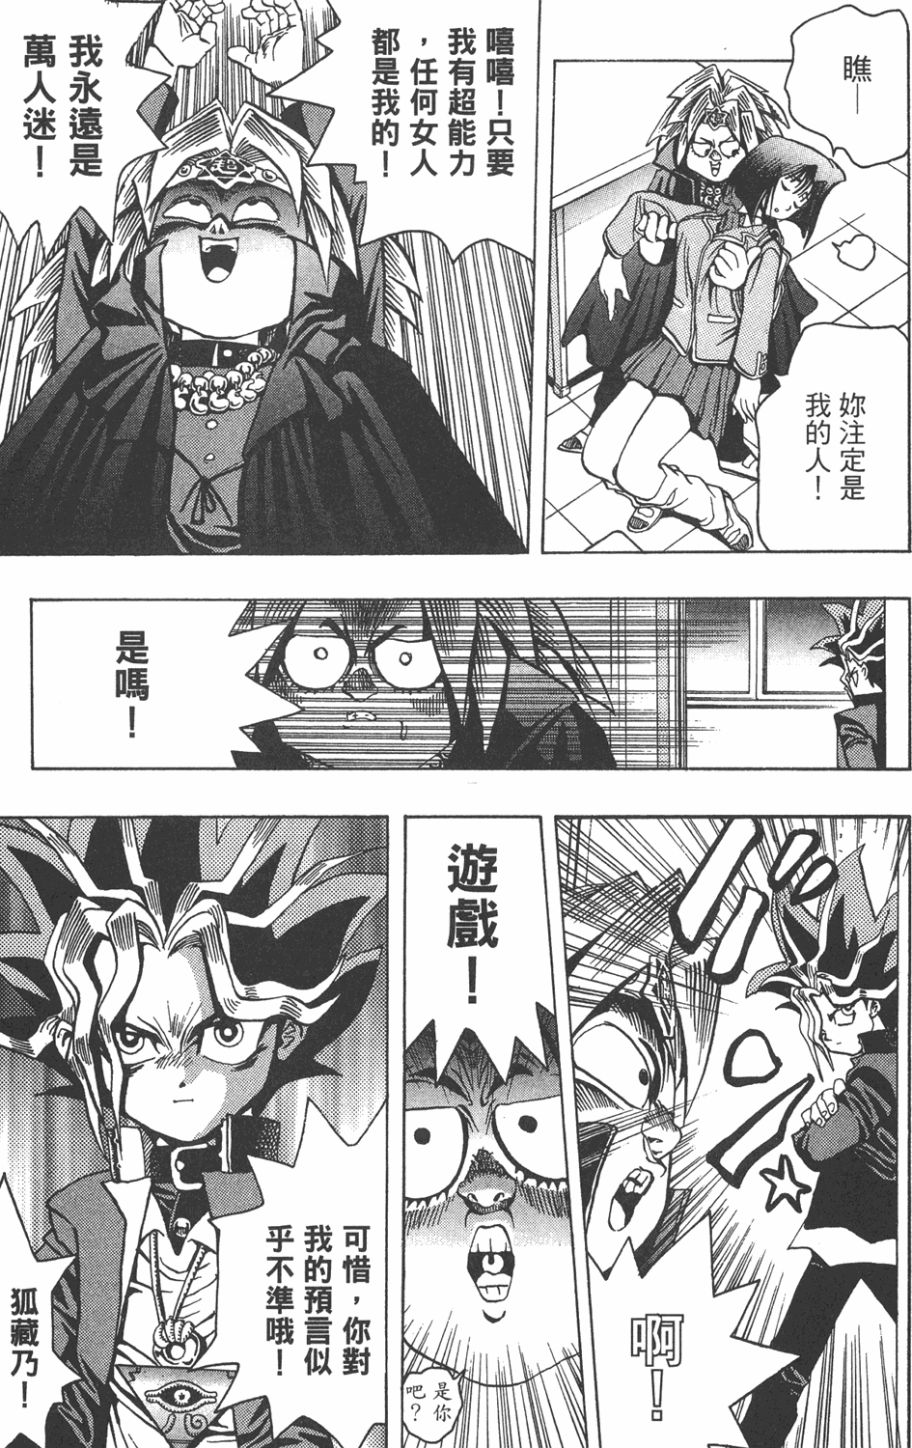 瞧—
妳注定是
我的人！
嘻嘻！只要
我有超能力
，任何女人
都是我的！
我永遠是
萬人迷！
是嗎！
啊！
遊戲！
是你
吧？
可惜，你對
我的預言似
乎不準哦！
狐藏乃！